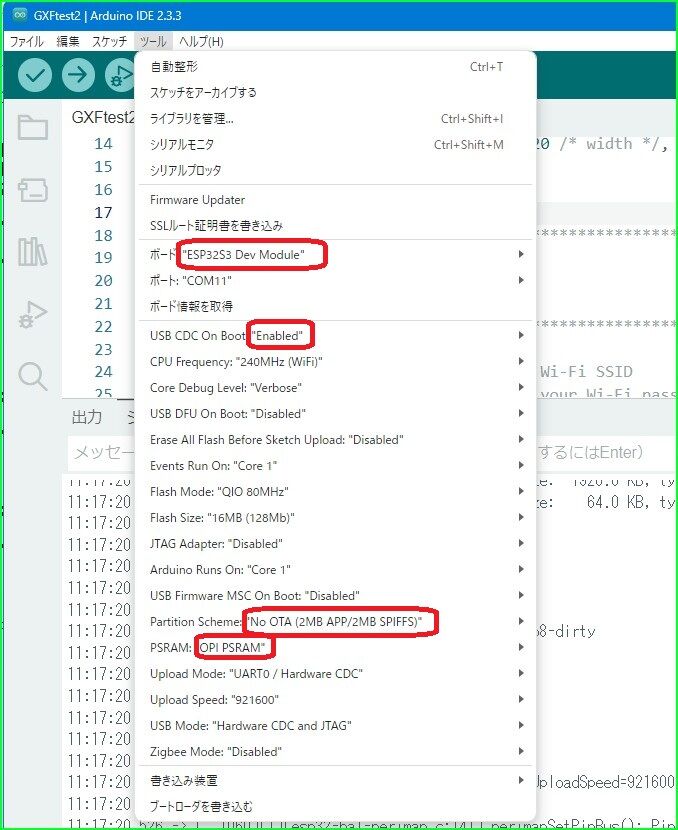 GXFtest2 | Arduino IDE 2.3.3
ファイル 編集 スケッチ ツール ヘルプ(H)
自動整形 Ctrl+T
スケッチをアーカイブする
GXFtest2
ライブラリを管理... Ctrl+Shift+I
14 20 /* width */,
シリアルモニタ Ctrl+Shift+M
15
シリアルプロッタ
16
Firmware Updater
17
SSLルート証明書を書き込み
18 ****************
ボード: "ESP32S3 Dev Module"
19
ポート: "COM11"
20
ボード情報を取得
21
22 ****************
USB CDC On Boot: "Enabled"
23
CPU Frequency: "240MHz (WiFi)"
24 Wi-Fi SSID
Core Debug Level: "Verbose"
25 your Wi-Fi pass
出力
USB DFU On Boot: "Disabled"
Erase All Flash Before Sketch Upload: "Disabled"
メッセー するにはEnter）
Events Run On: "Core 1"
11:17:20 ze: 1920.0 KB, ty
Flash Mode: "QIO 80MHz"
11:17:20 ze: 64.0 KB, ty
Flash Size: "16MB (128Mb)"
11:17:20
JTAG Adapter: "Disabled"
11:17:20
Arduino Runs On: "Core 1"
11:17:20
USB Firmware MSC On Boot: "Disabled"
11:17:20
Partition Scheme: "No OTA (2MB APP/2MB SPIFFS)"
11:17:20 8-dirty
PSRAM: "OPI PSRAM"
11:17:20
Upload Mode: "UART0 / Hardware CDC"
11:17:20
Upload Speed: "921600"
11:17:20
USB Mode: "Hardware CDC and JTAG"
11:17:20
Zigbee Mode: "Disabled"
11:17:20
書き込み装置
11:17:20 UploadSpeed=921600
ブートローダを書き込む